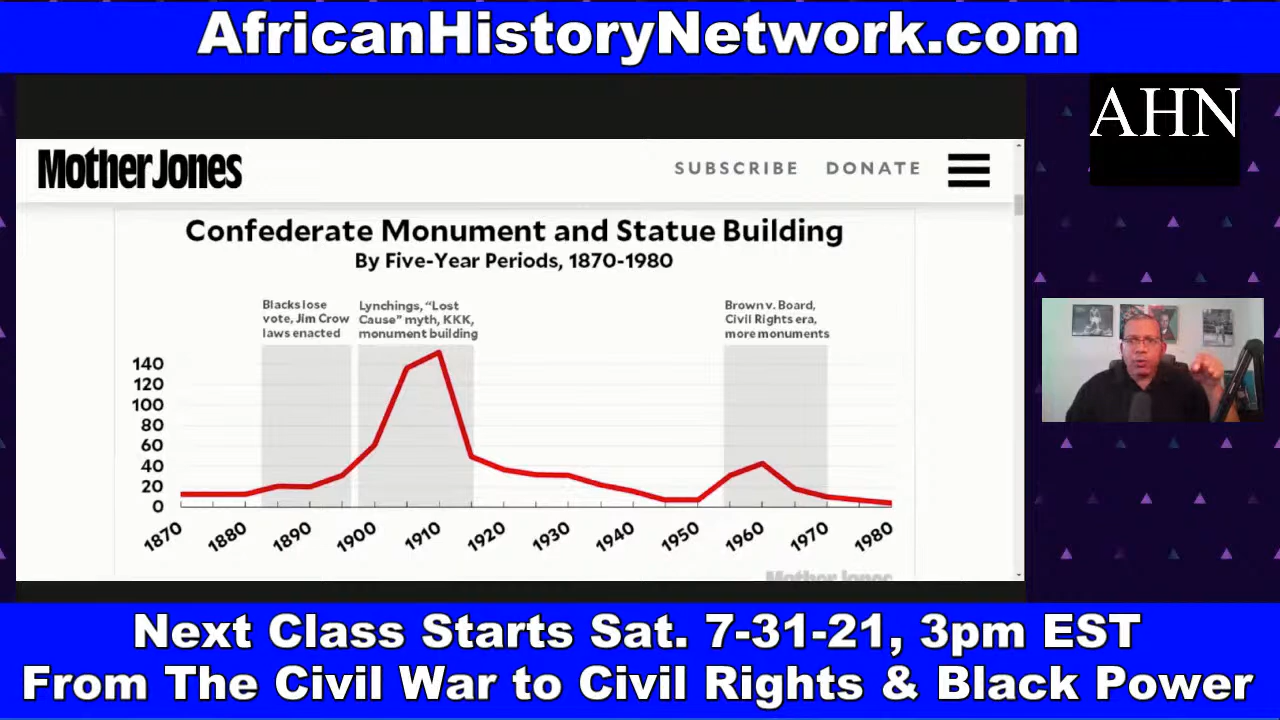 AfricanHistoryNetwork.com
AHN
Mother Jones
SUBSCRIBE DONATE
Confederate Monument and Statue Building
By Five-Year Periods, 1870-1980
Blacks lose
vote, Jim Crow
laws enacted
Lynchings, “Lost
Cause” myth, KKK,
monument building
Brown v. Board,
Civil Rights era,
more monuments
140
120
100
80
60
40
20
0
1870 1880 1890 1900 1910 1920 1930 1940 1950 1960 1970 1980
Mother Jones
Next Class Starts Sat. 7-31-21, 3pm EST
From The Civil War to Civil Rights & Black Power